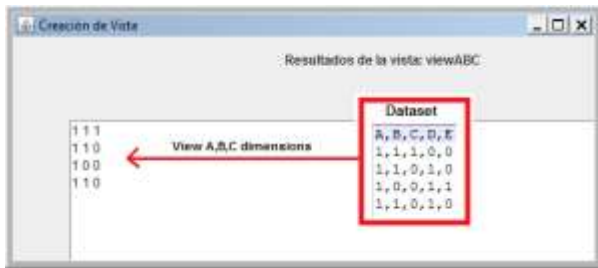 Creación de Vista
Resultados de la vista: viewABC
Dataset
A,B,C,D,E
1,1,1,0,0
1,1,0,1,0
1,0,0,1,1
1,1,0,1,0
View A,B,C dimensions
1 1 1
1 1 0
1 0 0
1 1 0